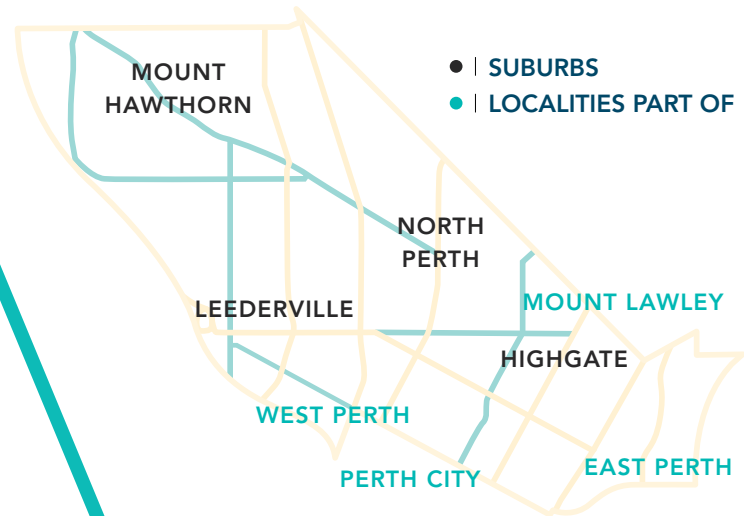 MOUNT
HAWTHORN
SUBURBS
LOCALITIES PART OF
NORTH
PERTH
LEEDERVILLE
MOUNT LAWLEY
HIGHGATE
WEST PERTH
EAST PERTH
PERTH CITY